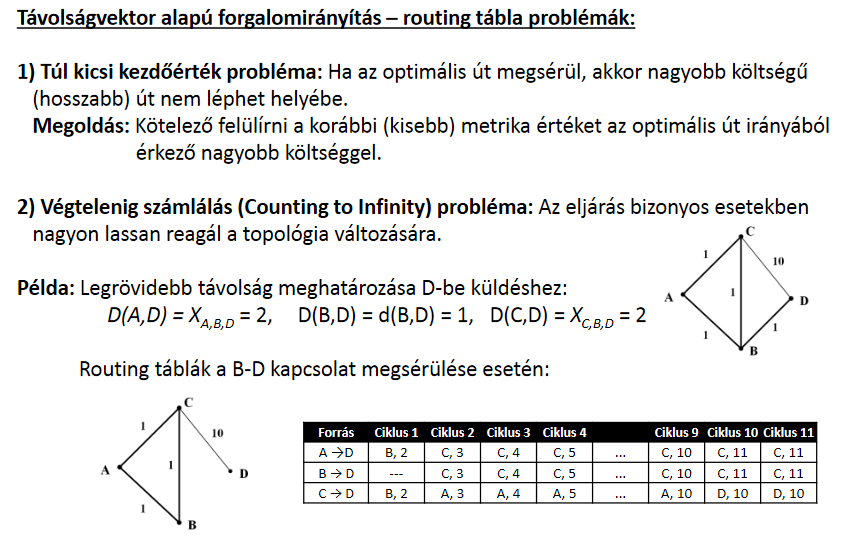 Távolságvektor alapú forgalomirányítás – routing tábla problémák:
1) Túl kicsi kezdőérték probléma: Ha az optimális út megsérül, akkor nagyobb költségű
(hosszabb) út nem léphet helyébe.
Megoldás: Kötelező felülírni a korábbi (kisebb) metrika értéket az optimális út irányából
érkező nagyobb költséggel.
2) Végtelenig számlálás (Counting to Infinity) probléma: Az eljárás bizonyos esetekben
nagyon lassan reagál a topológia változására.
Példa: Legrövidebb távolság meghatározása D-be küldéshez:
D(A,D) = X_A,B,D = 2, D(B,D) = d(B,D) = 1, D(C,D) = X_C,B,D = 2
C
1
10
A
1
D
1
1
B
Routing táblák a B-D kapcsolat megsérülése esetén:
C
1
10
A
1
D
1
B
Forrás Ciklus 1 Ciklus 2 Ciklus 3 Ciklus 4 Ciklus 9 Ciklus 10 Ciklus 11
A →D B, 2 C, 3 C, 4 C, 5 ... C, 10 C, 11 C, 11
B → D --- C, 3 C, 4 C, 5 ... C, 10 C, 11 C, 11
C → D B, 2 A, 3 A, 4 A, 5 ... A, 10 D, 10 D, 10